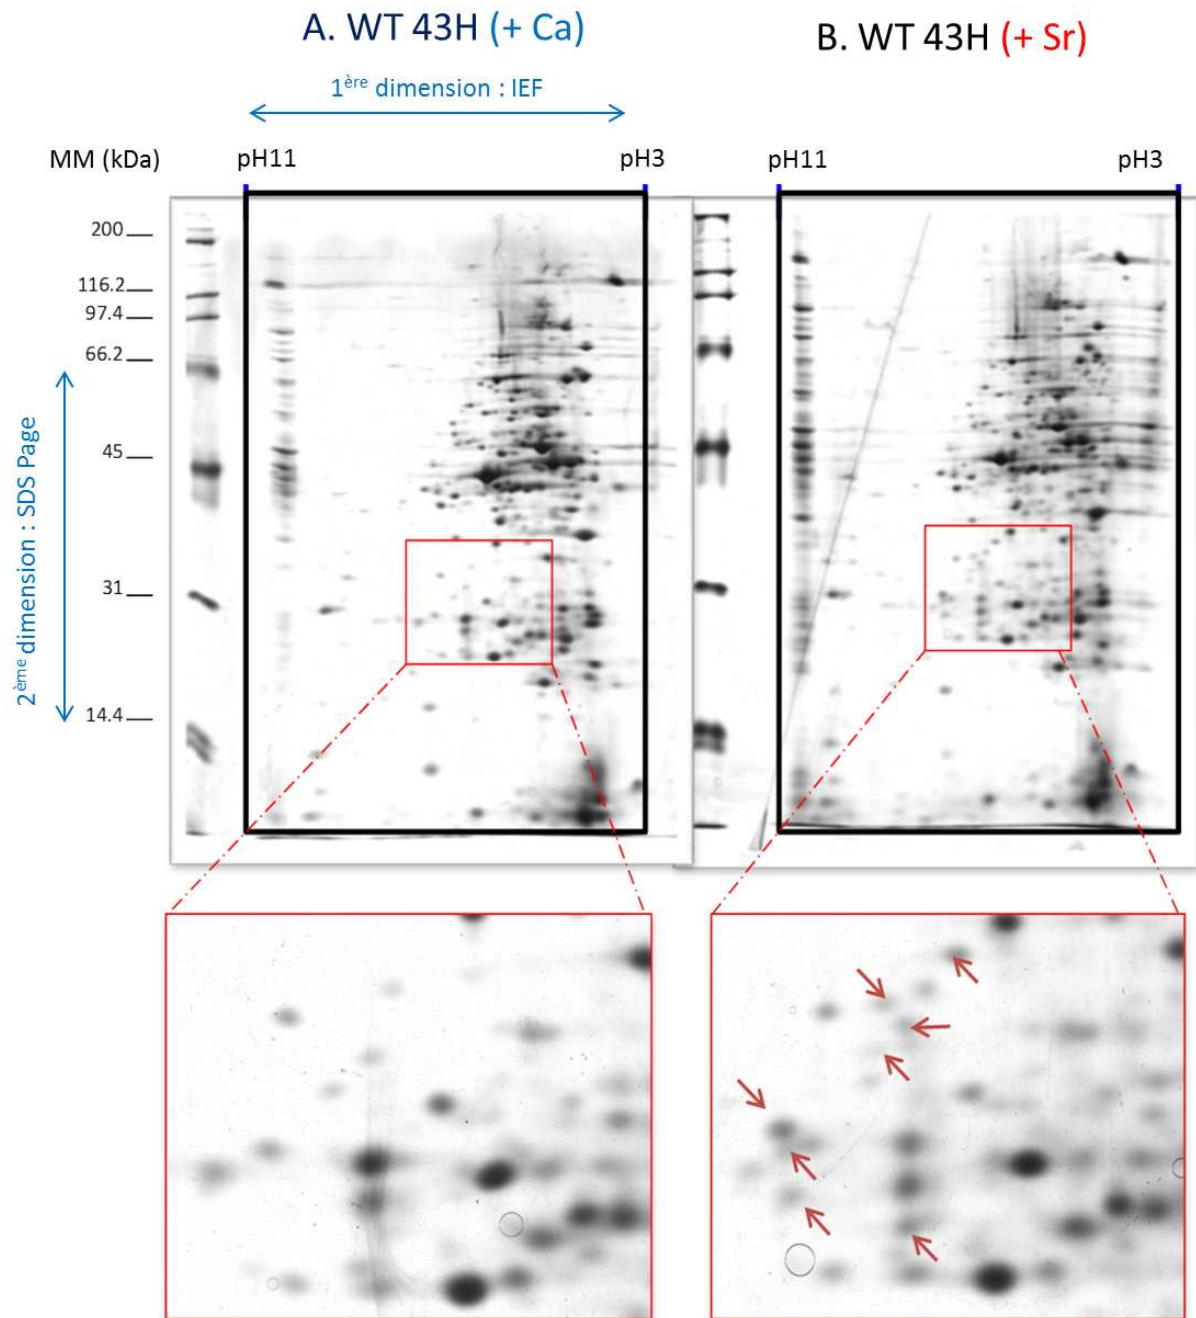 A. WT 43H (+ Ca)
B. WT 43H (+ Sr)
1ère dimension : IEF
MM (kDa)
pH11
pH3
pH11
pH3
200
116.2
97.4
66.2
45
31
14.4
2ème dimension : SDS Page